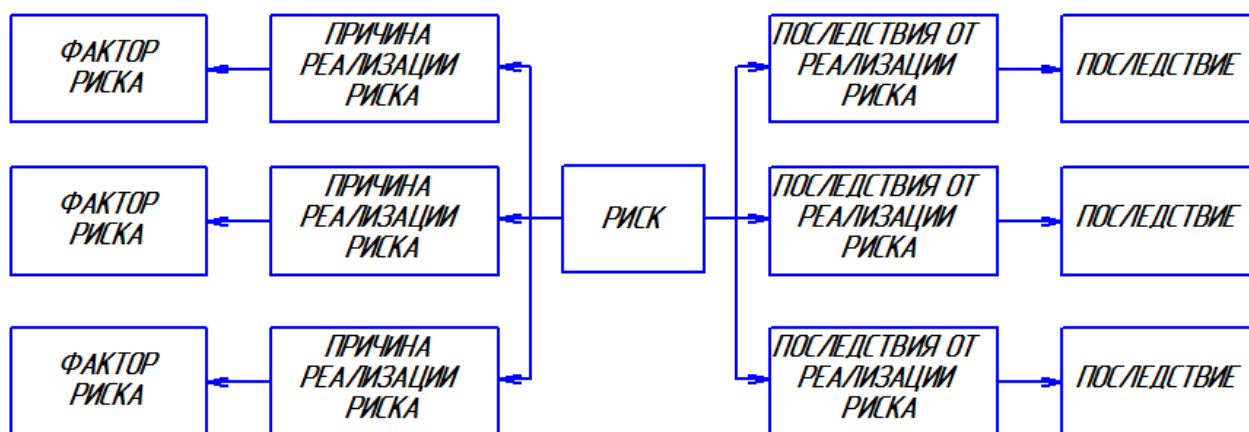 ФАКТОР
РИСКА
ПРИЧИНА
РЕАЛИЗАЦИИ
РИСКА
ПОСЛЕДСТВИЯ ОТ
РЕАЛИЗАЦИИ
РИСКА
ПОСЛЕДСТВИЕ
ФАКТОР
РИСКА
ПРИЧИНА
РЕАЛИЗАЦИИ
РИСКА
РИСК
ПОСЛЕДСТВИЯ ОТ
РЕАЛИЗАЦИИ
РИСКА
ПОСЛЕДСТВИЕ
ФАКТОР
РИСКА
ПРИЧИНА
РЕАЛИЗАЦИИ
РИСКА
ПОСЛЕДСТВИЯ ОТ
РЕАЛИЗАЦИИ
РИСКА
ПОСЛЕДСТВИЕ